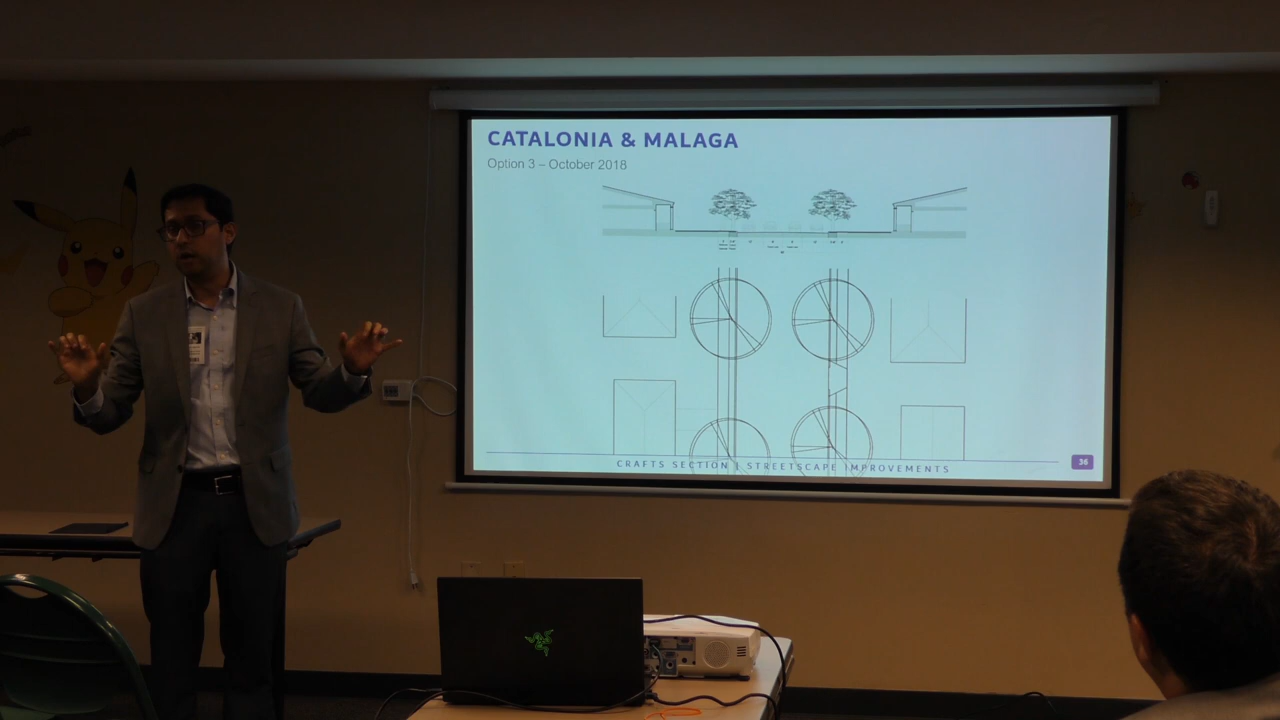 CATALONIA & MALAGA
Option 3 – October 2018
CRAFTS SECTION | STREETSCAPE IMPROVEMENTS
36